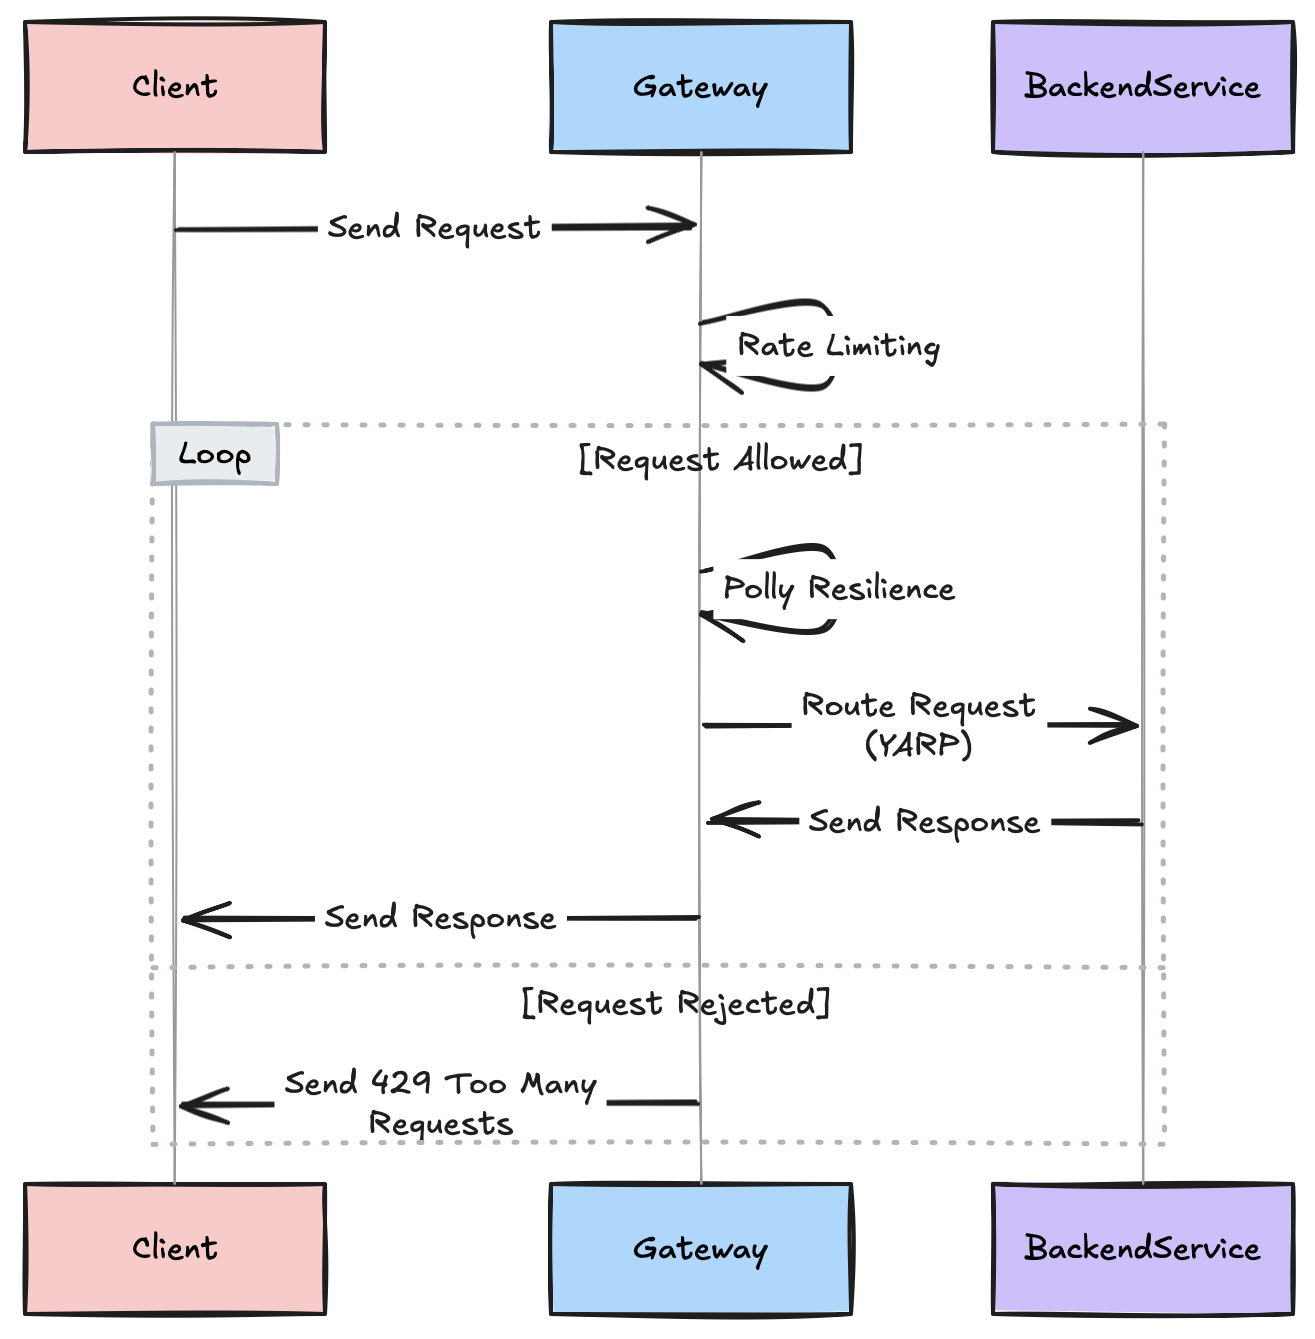 Client
Gateway
BackendService
Send Request
Rate Limiting
Loop
[Request Allowed]
Polly Resilience
Route Request
(YARP)
Send Response
Send Response
[Request Rejected]
Send 429 Too Many
Requests
Client
Gateway
BackendService